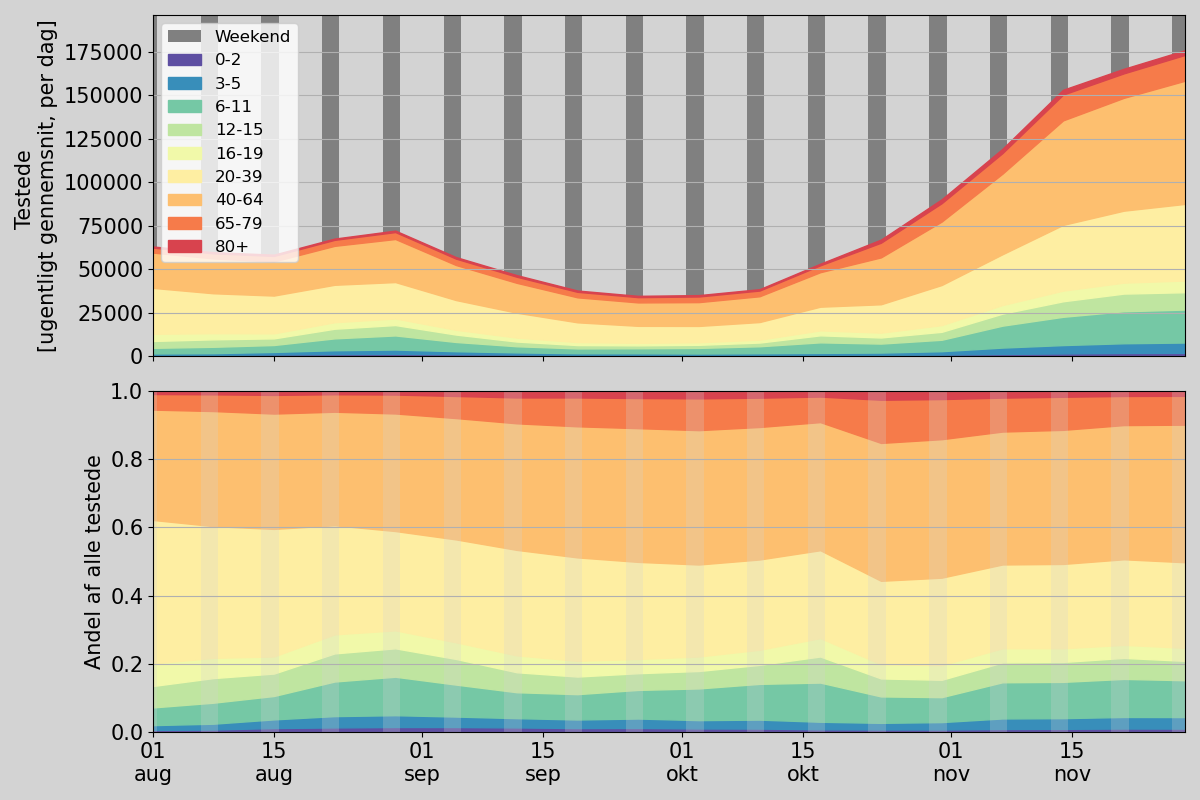 Testede
[ugentligt gennemsnit, per dag]
175000
150000
125000
100000
75000
50000
25000
0
Weekend
0-2
3-5
6-11
12-15
16-19
20-39
40-64
65-79
80+
Andel af alle testede
1.0
0.8
0.6
0.4
0.2
0.0
01 aug
15 aug
01 sep
15 sep
01 okt
15 okt
01 nov
15 nov